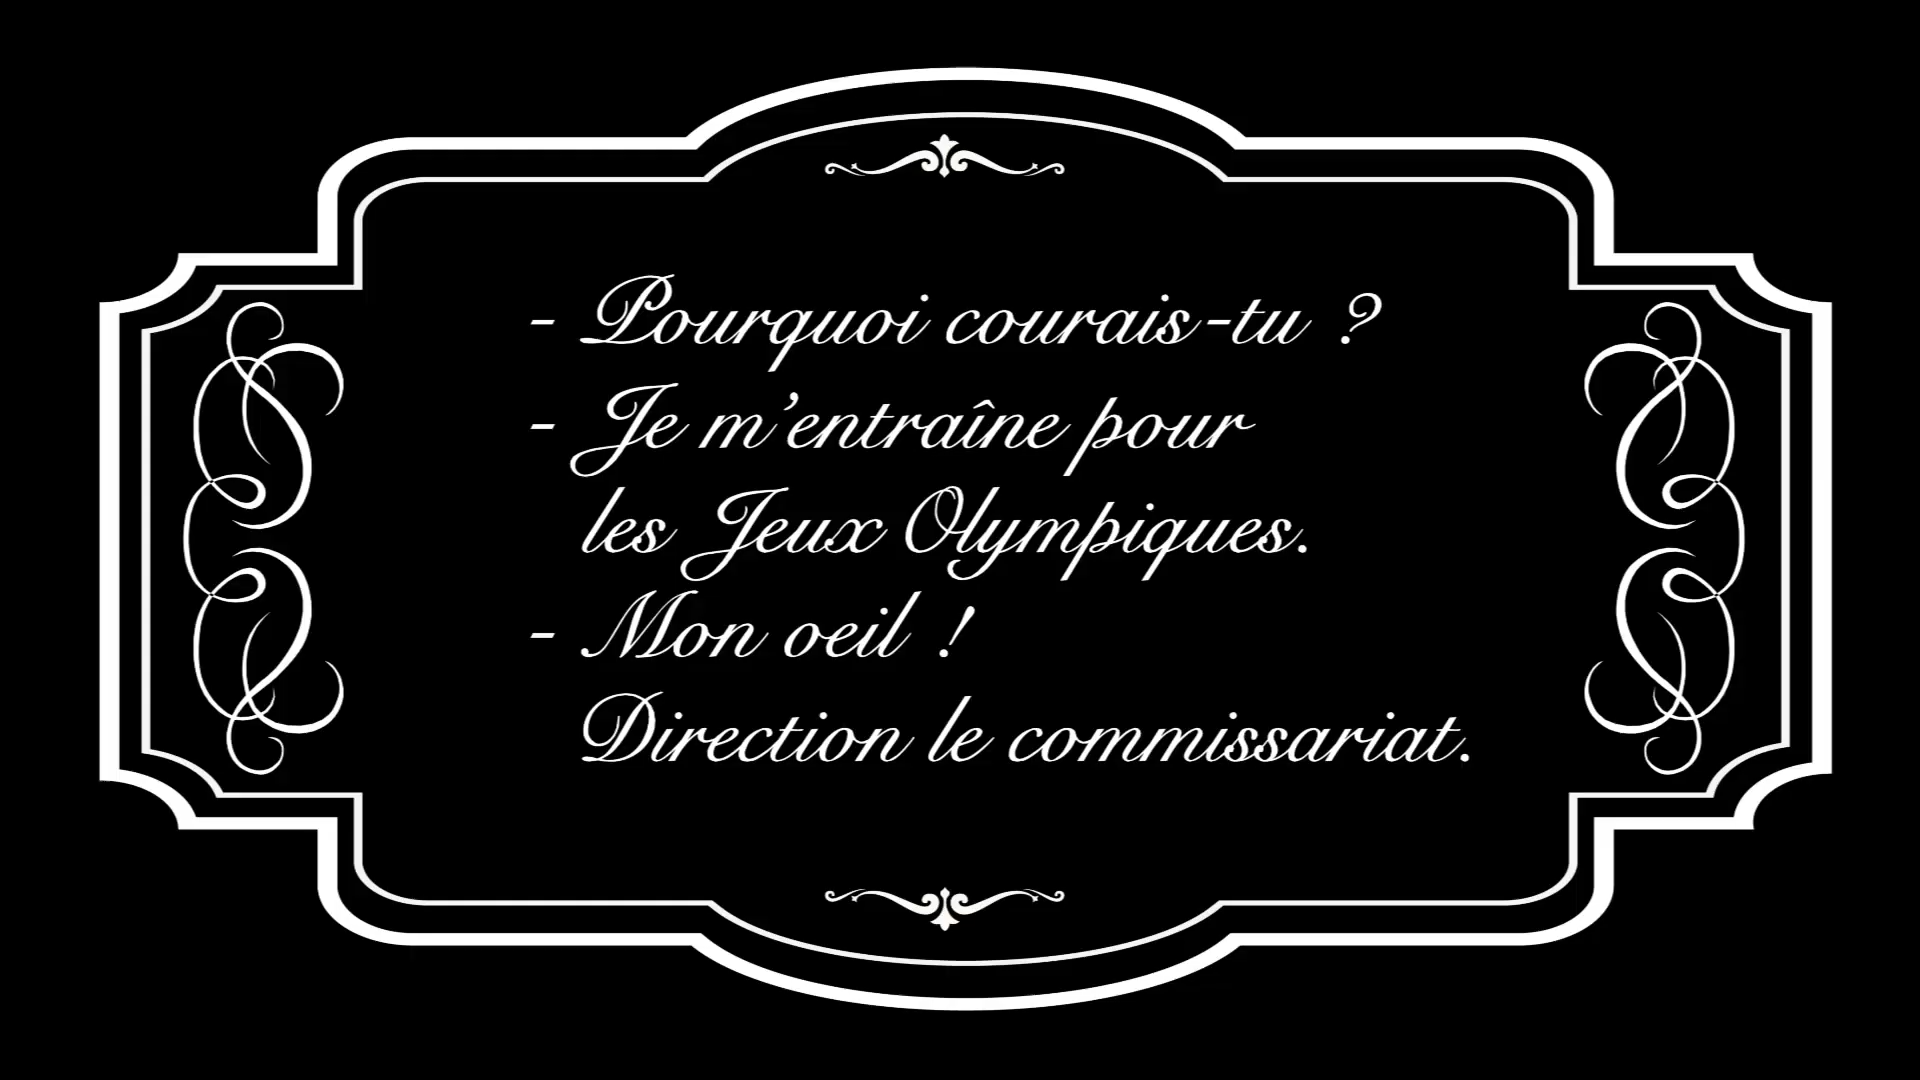 - Pourquoi courais-tu ?
- Je m'entraîne pour
les Jeux Olympiques.
- Mon oeil !
Direction le commissariat.